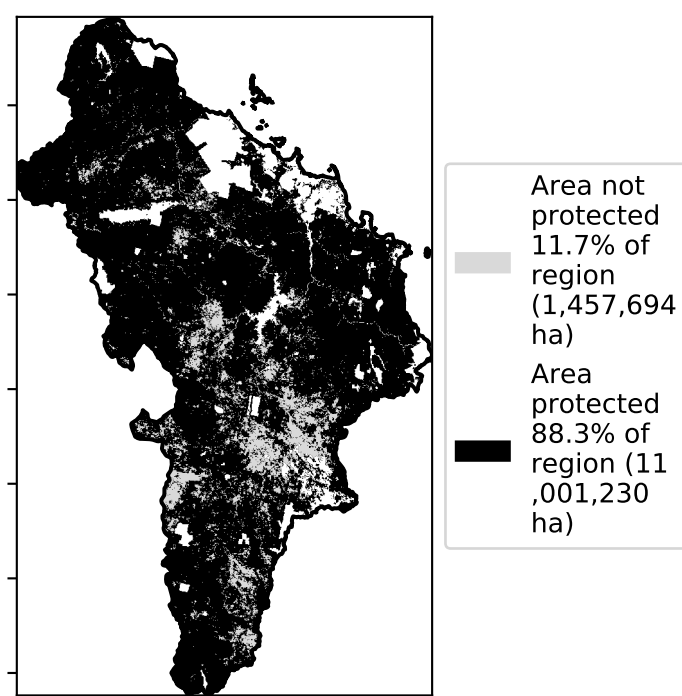 Area not
protected
11.7% of
region
(1,457,694
ha)
Area
protected
88.3% of
region (11
,001,230
ha)